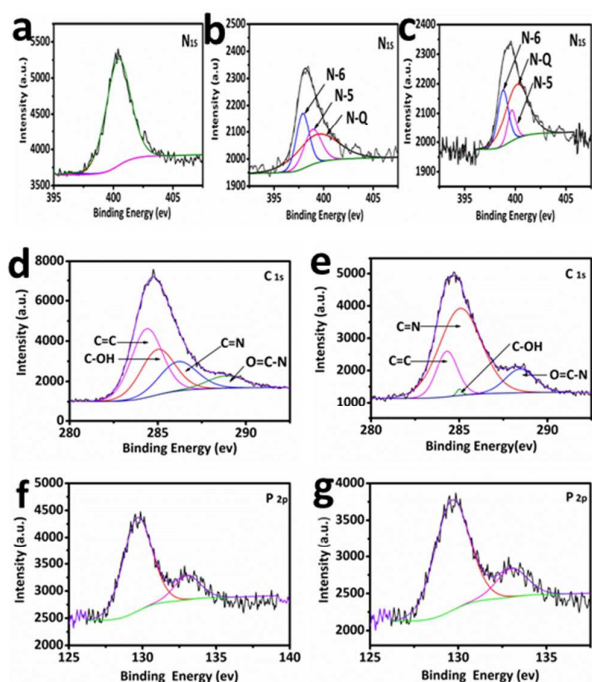 a
N1S
Intensity (a.u.)
5250
5000
4500
4000
3500
395 400 405
Binding Energy (ev)
b
N1S
N-6
N-5
N-Q
Intensity (a.u.)
2500
2400
2300
2200
2100
2000
1900
395 400 405
Binding Energy (ev)
c
N1S
N-6
N-Q
N-5
Intensity (a.u.)
2400
2300
2200
2100
2000
1900
395 400 405
Binding Energy (ev)
d
C 1s
C=C
C-OH
C=N
O=C-N
Intensity (a.u.)
8000
6000
4000
2000
0
280 285 290
Binding Energy(ev)
e
C 1s
C=N
C=C
C-OH
O=C-N
Intensity (a.u.)
5000
4000
3000
2000
1000
280 285 290
Binding Energy(ev)
f
P 2p
Intensity (a.u.)
5000
4500
4000
3500
3000
2500
2000
125 130 135 140
Binding Energy (ev)
g
P 2p
Intensity (a.u.)
4000
3500
3000
2500
2000
125 130 135
Binding Energy (ev)